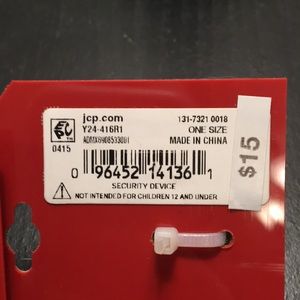 jcp.com
131-7321 0018
Y24-416R1
ONE SIZE
MADE IN CHINA
0415
$15
0 96452 14136 1
SECURITY DEVICE
NOT INTENDED FOR CHILDREN 12 AND UNDER